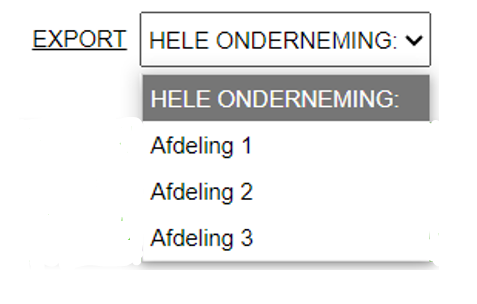 EXPORT HELE ONDERNEMING:
HELE ONDERNEMING:
Afdeling 1
Afdeling 2
Afdeling 3